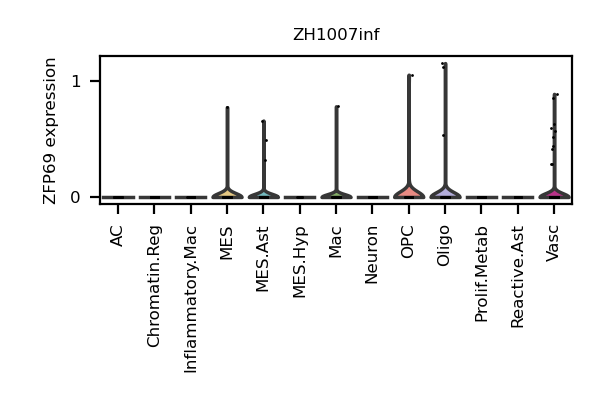 ZH1007inf
ZFP69 expression
1
0
AC
Chromatin.Reg
Inflammatory.Mac
MES
MES.Ast
MES.Hyp
Mac
Neuron
OPC
Oligo
Prolif.Metab
Reactive.Ast
Vasc